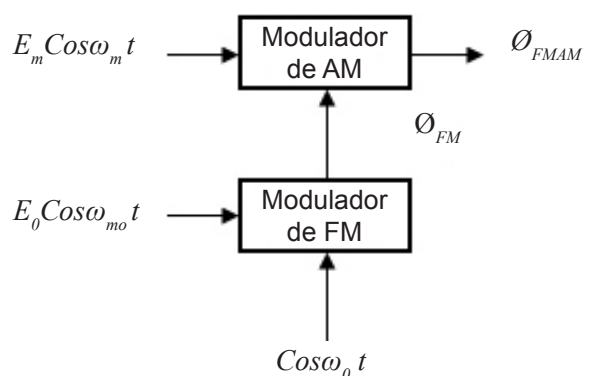 E_m Cosω_m t
Modulador
de AM
Ø_FMAM
Ø_FM
E_0 Cosω_mo t
Modulador
de FM
Cosω_0 t